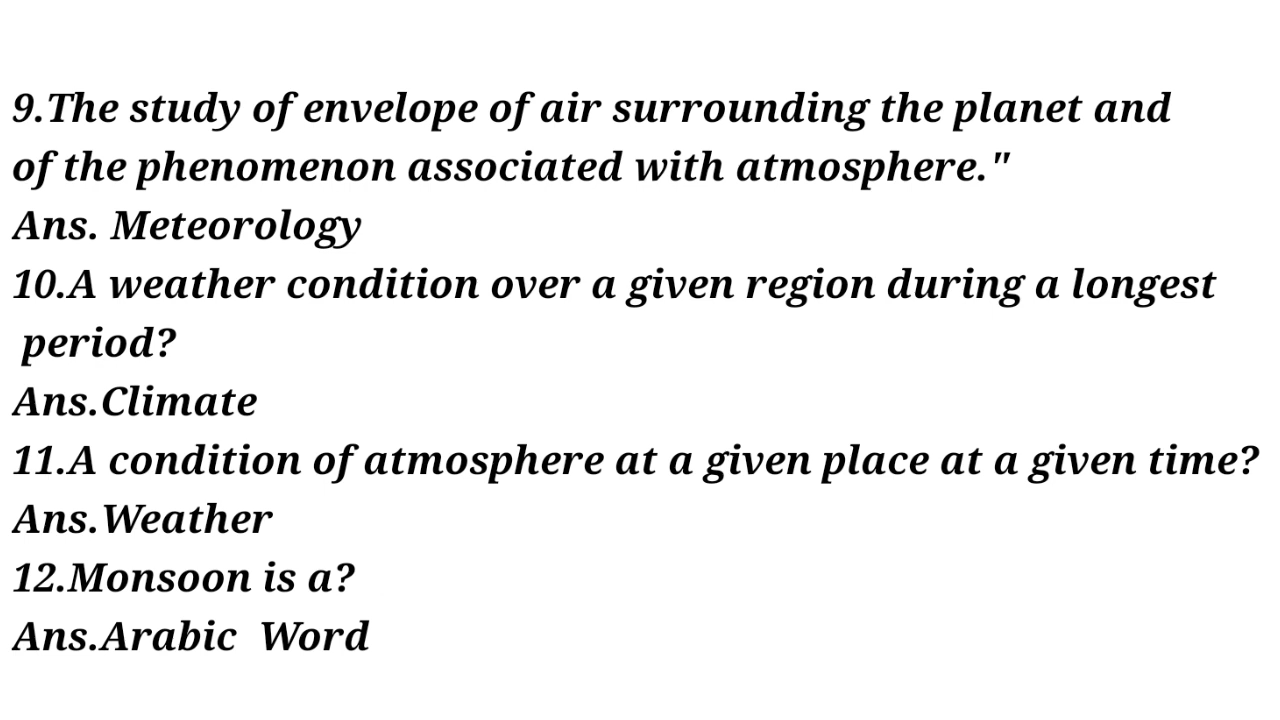 9.The study of envelope of air surrounding the planet and
of the phenomenon associated with atmosphere."
Ans. Meteorology
10.A weather condition over a given region during a longest
period?
Ans.Climate
11.A condition of atmosphere at a given place at a given time?
Ans.Weather
12.Monsoon is a?
Ans.Arabic  Word